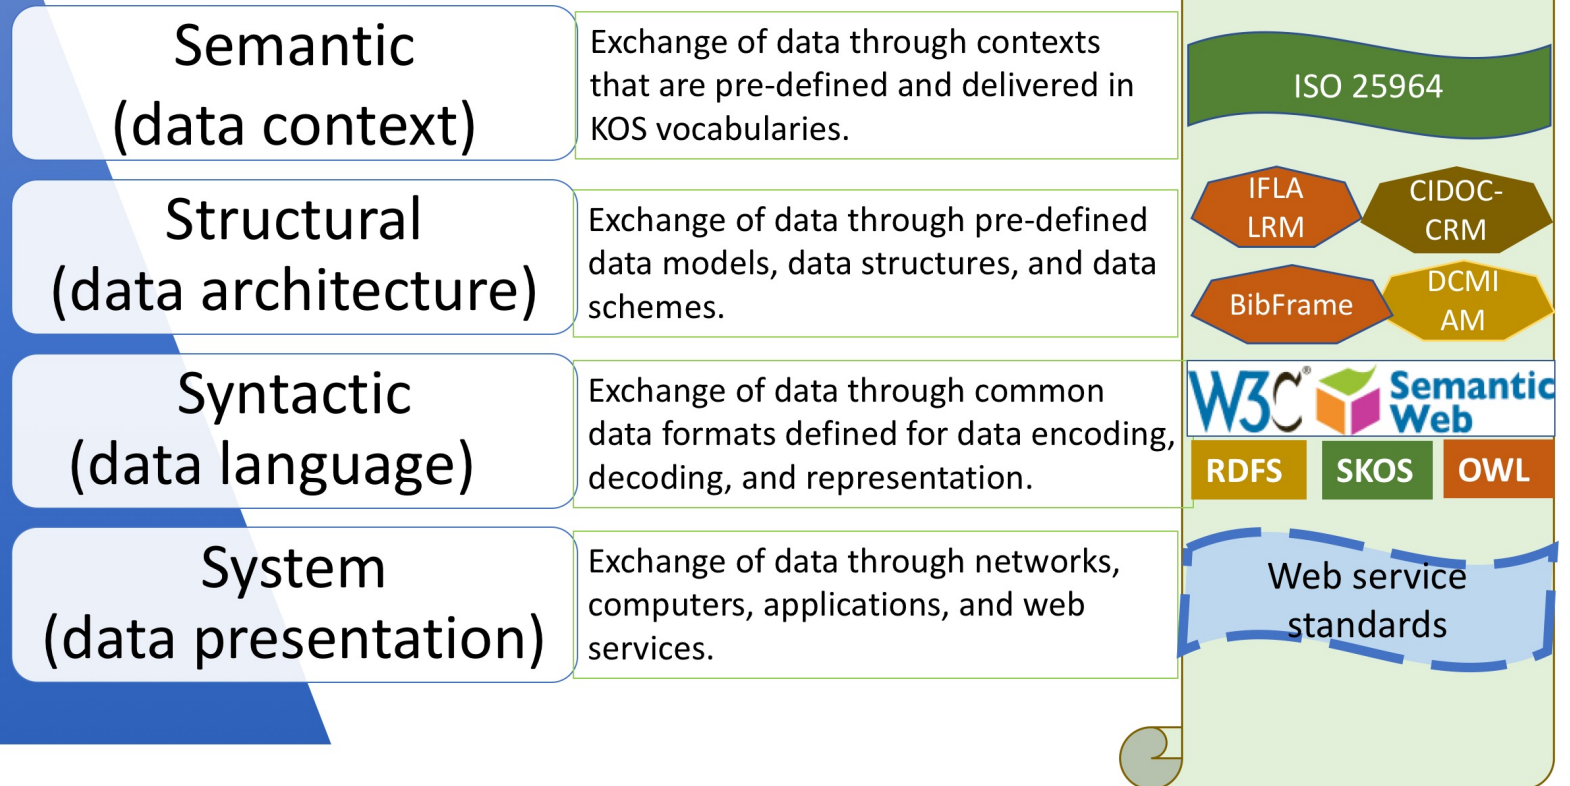 Semantic
(data context)
Exchange of data through contexts
that are pre-defined and delivered in
KOS vocabularies.
ISO 25964
Structural
(data architecture)
Exchange of data through pre-defined
data models, data structures, and data
schemes.
IFLA
LRM
CIDOC-
CRM
BibFrame
DCMI
AM
Syntactic
(data language)
Exchange of data through common
data formats defined for data encoding,
decoding, and representation.
W3C® Semantic
Web
RDFS SKOS OWL
System
(data presentation)
Exchange of data through networks,
computers, applications, and web
services.
Web service
standards